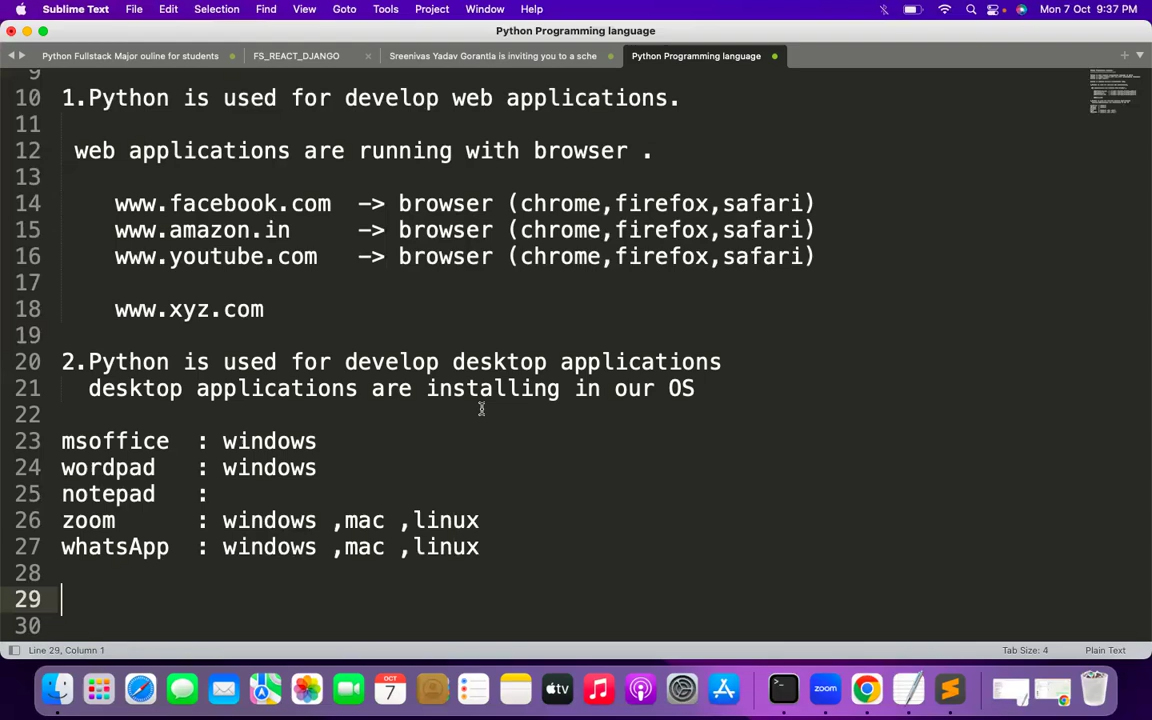 Sublime Text File Edit Selection Find View Goto Tools Project Window Help Mon 7 Oct 9:37 PM
Python Programming language
Python Fullstack Major ouline for students FS_REACT_DJANGO Sreenivas Yadav Gorantla is inviting you to a sche Python Programming language
9
10 1.Python is used for develop web applications.
11
12 web applications are running with browser .
13
14 www.facebook.com -> browser (chrome,firefox,safari)
15 www.amazon.in -> browser (chrome,firefox,safari)
16 www.youtube.com -> browser (chrome,firefox,safari)
17
18 www.xyz.com
19
20 2.Python is used for develop desktop applications
21 desktop applications are installing in our OS
22
23 msoffice : windows
24 wordpad : windows
25 notepad :
26 zoom : windows ,mac ,linux
27 whatsApp : windows ,mac ,linux
28
29
30
Line 29, Column 1 Tab Size: 4 Plain Text
OCT
7
tv
zoom